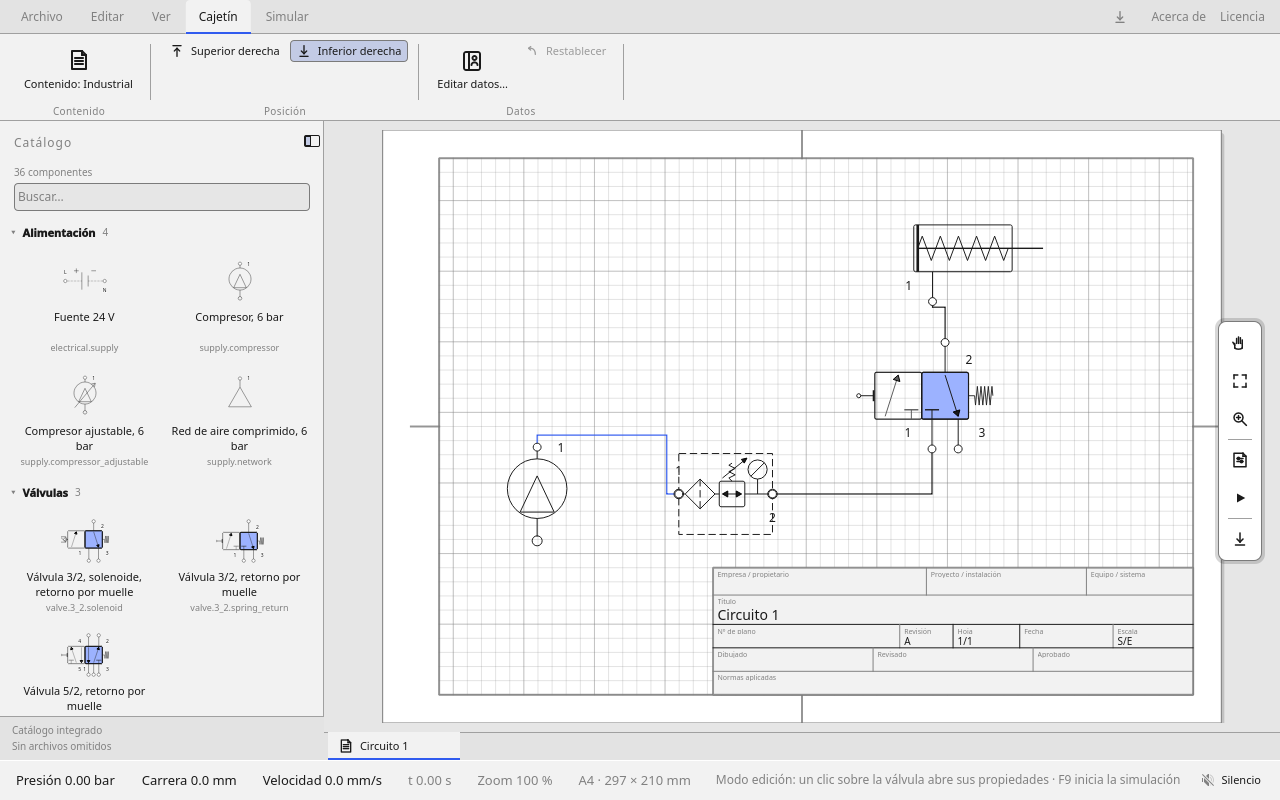 Archivo
Editar
Ver
Cajetín
Simular
Acerca de
Licencia
Contenido: Industrial
Superior derecha
Inferior derecha
Editar datos...
Restablecer
Contenido
Posición
Datos
Catálogo
36 componentes
Buscar...
Alimentación 4
Fuente 24 V
electrical.supply
Compresor, 6 bar
supply.compressor
Compresor ajustable, 6 bar
supply.compressor_adjustable
Red de aire comprimido, 6 bar
supply.network
Válvulas 3
Válvula 3/2, solenoide, retorno por muelle
valve.3_2.solenoid
Válvula 3/2, retorno por muelle
valve.3_2.spring_return
Válvula 5/2, retorno por muelle
Catálogo integrado
Sin archivos omitidos
1
2
1
3
1
1
2
Empresa / propietario
Proyecto / instalación
Equipo / sistema
Título
Circuito 1
Nº de plano
Revisión
A
Hoja
1/1
Fecha
Escala
S/E
Dibujado
Revisado
Aprobado
Normas aplicadas
Circuito 1
Presión 0.00 bar
Carrera 0.0 mm
Velocidad 0.0 mm/s
t 0.00 s
Zoom 100 %
A4 · 297 × 210 mm
Modo edición: un clic sobre la válvula abre sus propiedades · F9 inicia la simulación
Silencio